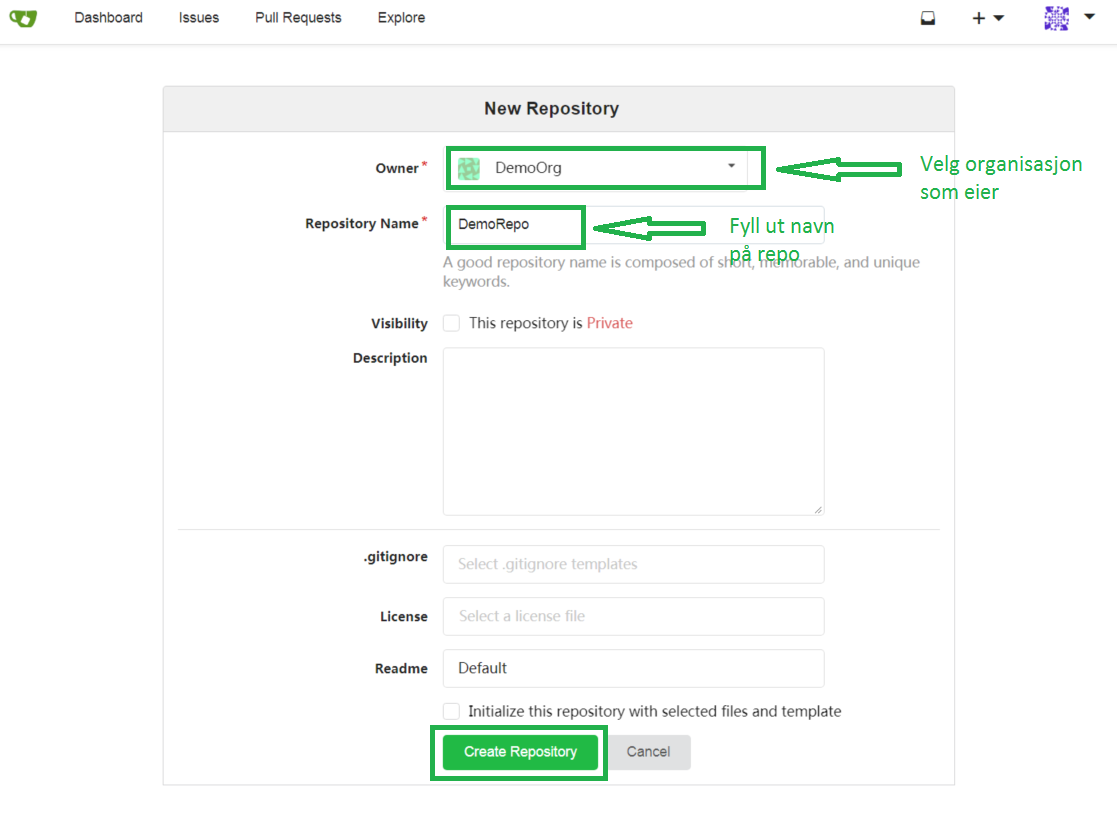 Dashboard Issues Pull Requests Explore
New Repository
Owner * DemoOrg
Velg organisasjon
som eier
Repository Name * DemoRepo
Fyll ut navn
på repo
A good repository name is composed of short, memorable, and unique
keywords.
Visibility This repository is Private
Description
.gitignore Select .gitignore templates
License Select a license file
Readme Default
Initialize this repository with selected files and template
Create Repository Cancel